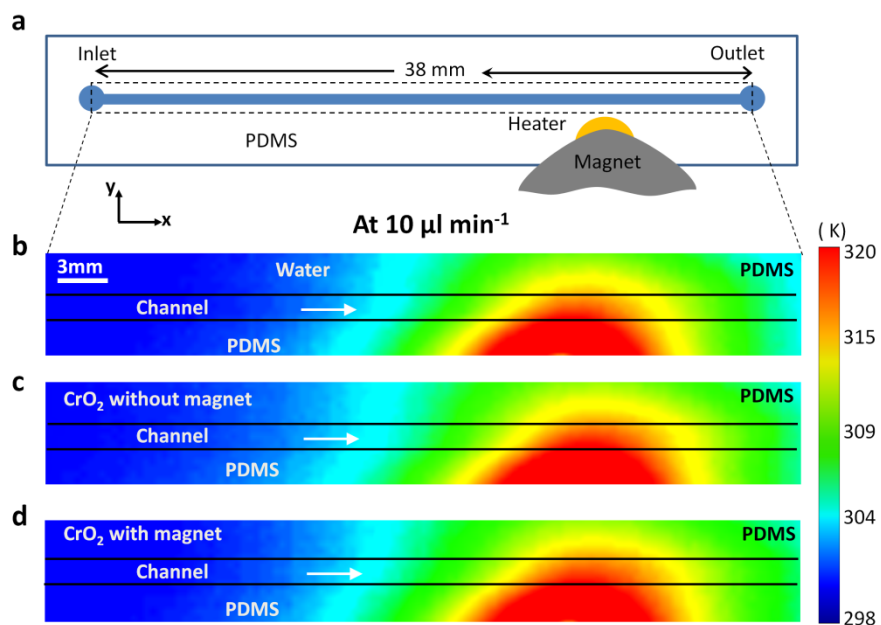 a
Inlet
Outlet
38 mm
Heater
PDMS
Magnet
y
x
At 10 µl min⁻¹
( K)
b
3mm
Water
PDMS
320
Channel
PDMS
315
c
CrO₂ without magnet
PDMS
Channel
309
PDMS
d
CrO₂ with magnet
PDMS
304
Channel
PDMS
298